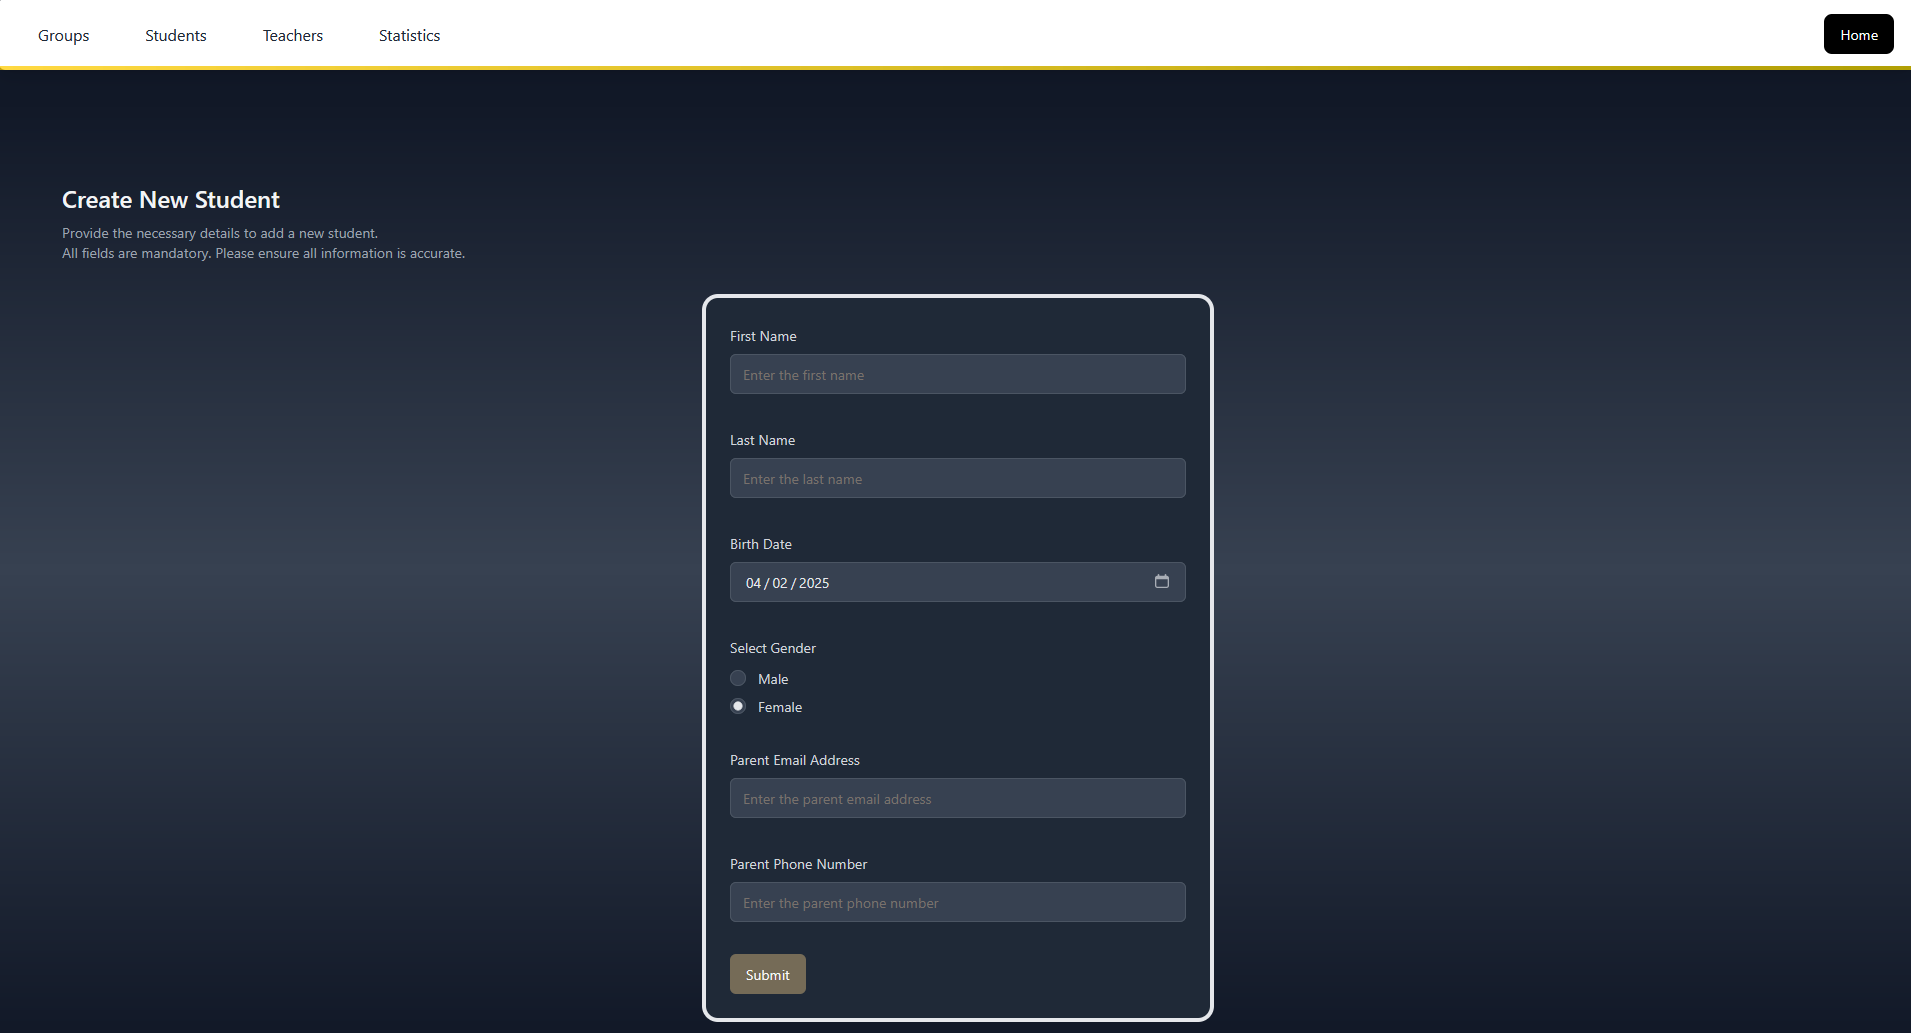 Groups Students Teachers Statistics Home
Create New Student
Provide the necessary details to add a new student.
All fields are mandatory. Please ensure all information is accurate.
First Name
Enter the first name
Last Name
Enter the last name
Birth Date
04 / 02 / 2025
Select Gender
Male
Female
Parent Email Address
Enter the parent email address
Parent Phone Number
Enter the parent phone number
Submit